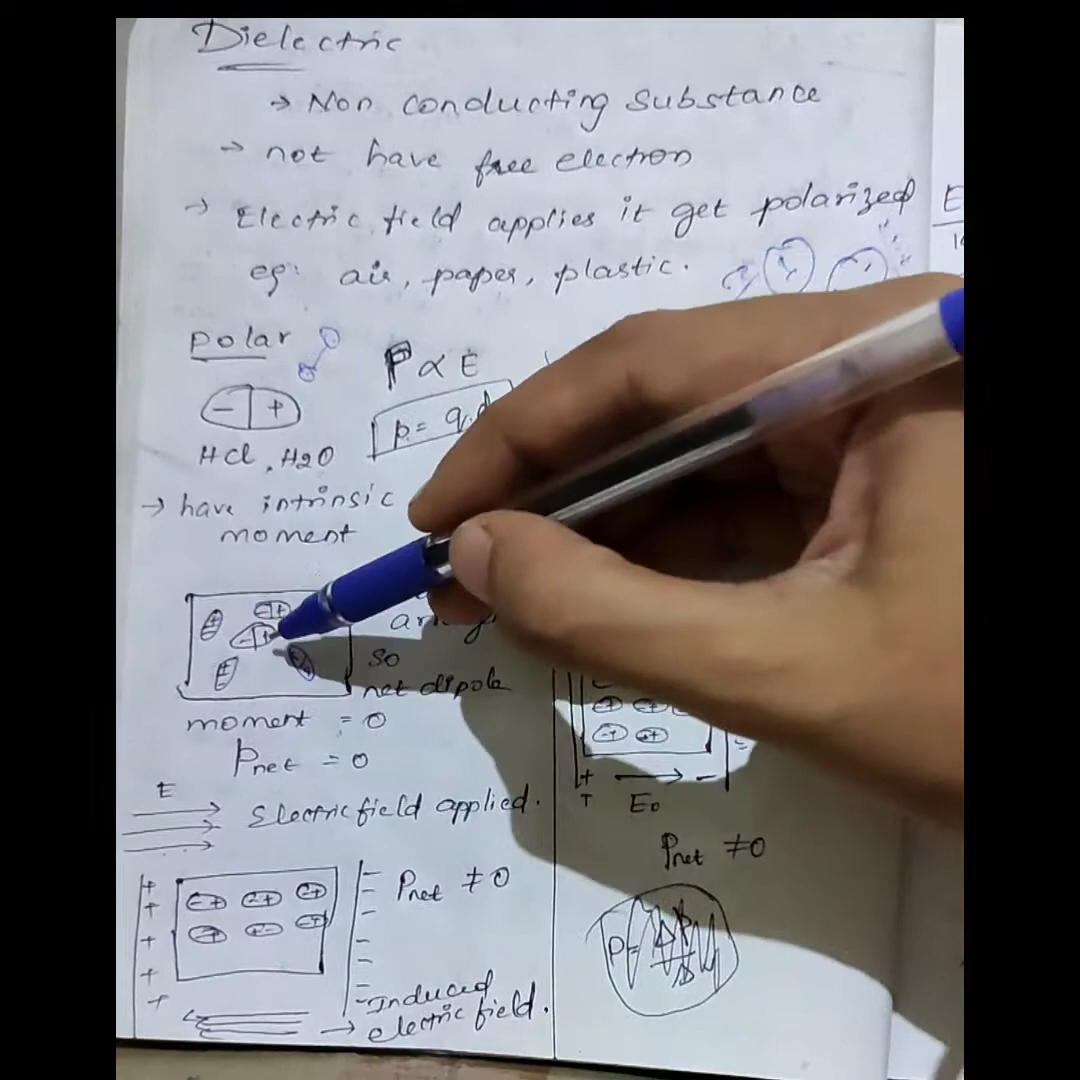 Dielectric
→ Non conducting substance
→ not have free electron
→ Electric field applies it get polarized
eg: air, paper, plastic.
E
polar
P ∝ E
- +
p = q.d
HCl, H2O
→ have intrinsic
moment
so
net dipole
moment = 0
Pnet = 0
E
Electric field applied.
+ → -
+ E0
Pnet ≠ 0
Pnet ≠ 0
P=
Induced
→ electric field.